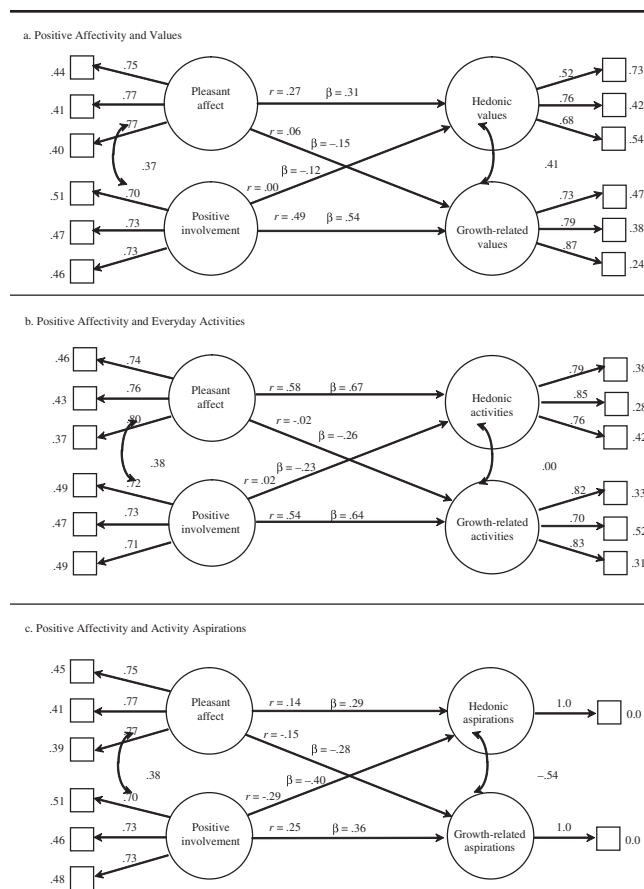 a. Positive Affectivity and Values
.44
.75
.41
.77
.40
.77
Pleasant
affect
r = .27 β = .31
r = .06
β = –.15
Hedonic
values
.52
.73
.76
.42
.68
.54
.37
.41
.51
.70
.47
.73
.46
.73
Positive
involvement
β = –.12
r = .00
r = .49 β = .54
Growth-related
values
.73
.47
.79
.38
.87
.24
b. Positive Affectivity and Everyday Activities
.46
.74
.43
.76
.37
.80
Pleasant
affect
r = .58 β = .67
r = -.02
β = –.26
Hedonic
activities
.79
.38
.85
.28
.76
.42
.38
.00
.49
.72
.47
.73
.49
.71
Positive
involvement
β = –.23
r = .02
r = .54 β = .64
Growth-related
activities
.82
.33
.70
.52
.83
.31
c. Positive Affectivity and Activity Aspirations
.45
.75
.41
.77
.39
.77
Pleasant
affect
r = .14 β = .29
r = -.15
β = –.28
Hedonic
aspirations
1.0
0.0
.38
–.54
.51
.70
.46
.73
.48
.73
Positive
involvement
β = –.40
r = -.29
r = .25 β = .36
Growth-related
aspirations
1.0
0.0